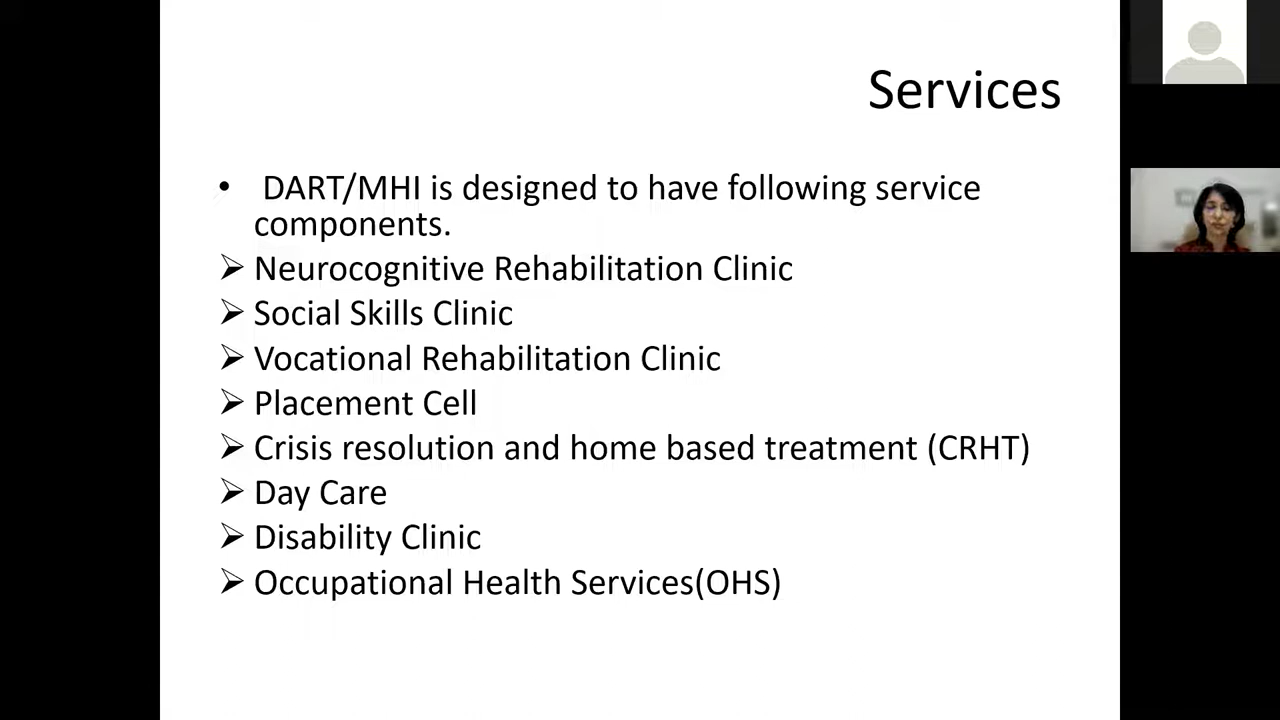 Services
• DART/MHI is designed to have following service
components.
➢ Neurocognitive Rehabilitation Clinic
➢ Social Skills Clinic
➢ Vocational Rehabilitation Clinic
➢ Placement Cell
➢ Crisis resolution and home based treatment (CRHT)
➢ Day Care
➢ Disability Clinic
➢ Occupational Health Services(OHS)